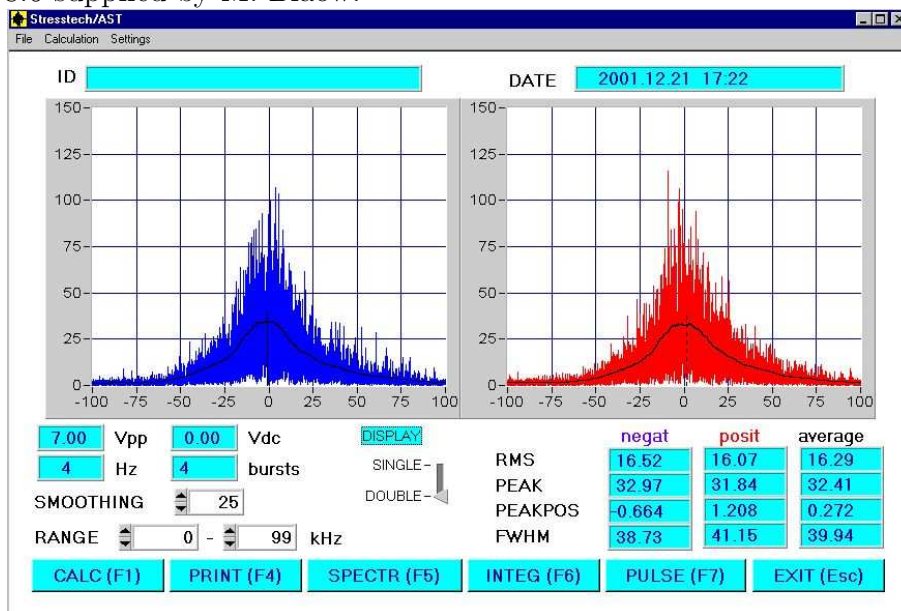 3.0 supplied by M. Lidow.
Stresstech/AST
File Calculation Settings
ID
DATE 2001.12.21 17:22
150
125
100
75
50
25
0
-100 -75 -50 -25 0 25 50 75 100
150
125
100
75
50
25
0
-100 -75 -50 -25 0 25 50 75 100
7.00 Vpp 0.00 Vdc DISPLAY
4 Hz 4 bursts SINGLE
DOUBLE
SMOOTHING 25
RANGE 0 - 99 kHz
negat posit average
RMS 16.52 16.07 16.29
PEAK 32.97 31.84 32.41
PEAKPOS -0.664 1.208 0.272
FWHM 38.73 41.15 39.94
CALC (F1) PRINT (F4) SPECTR (F5) INTEG (F6) PULSE (F7) EXIT (Esc)